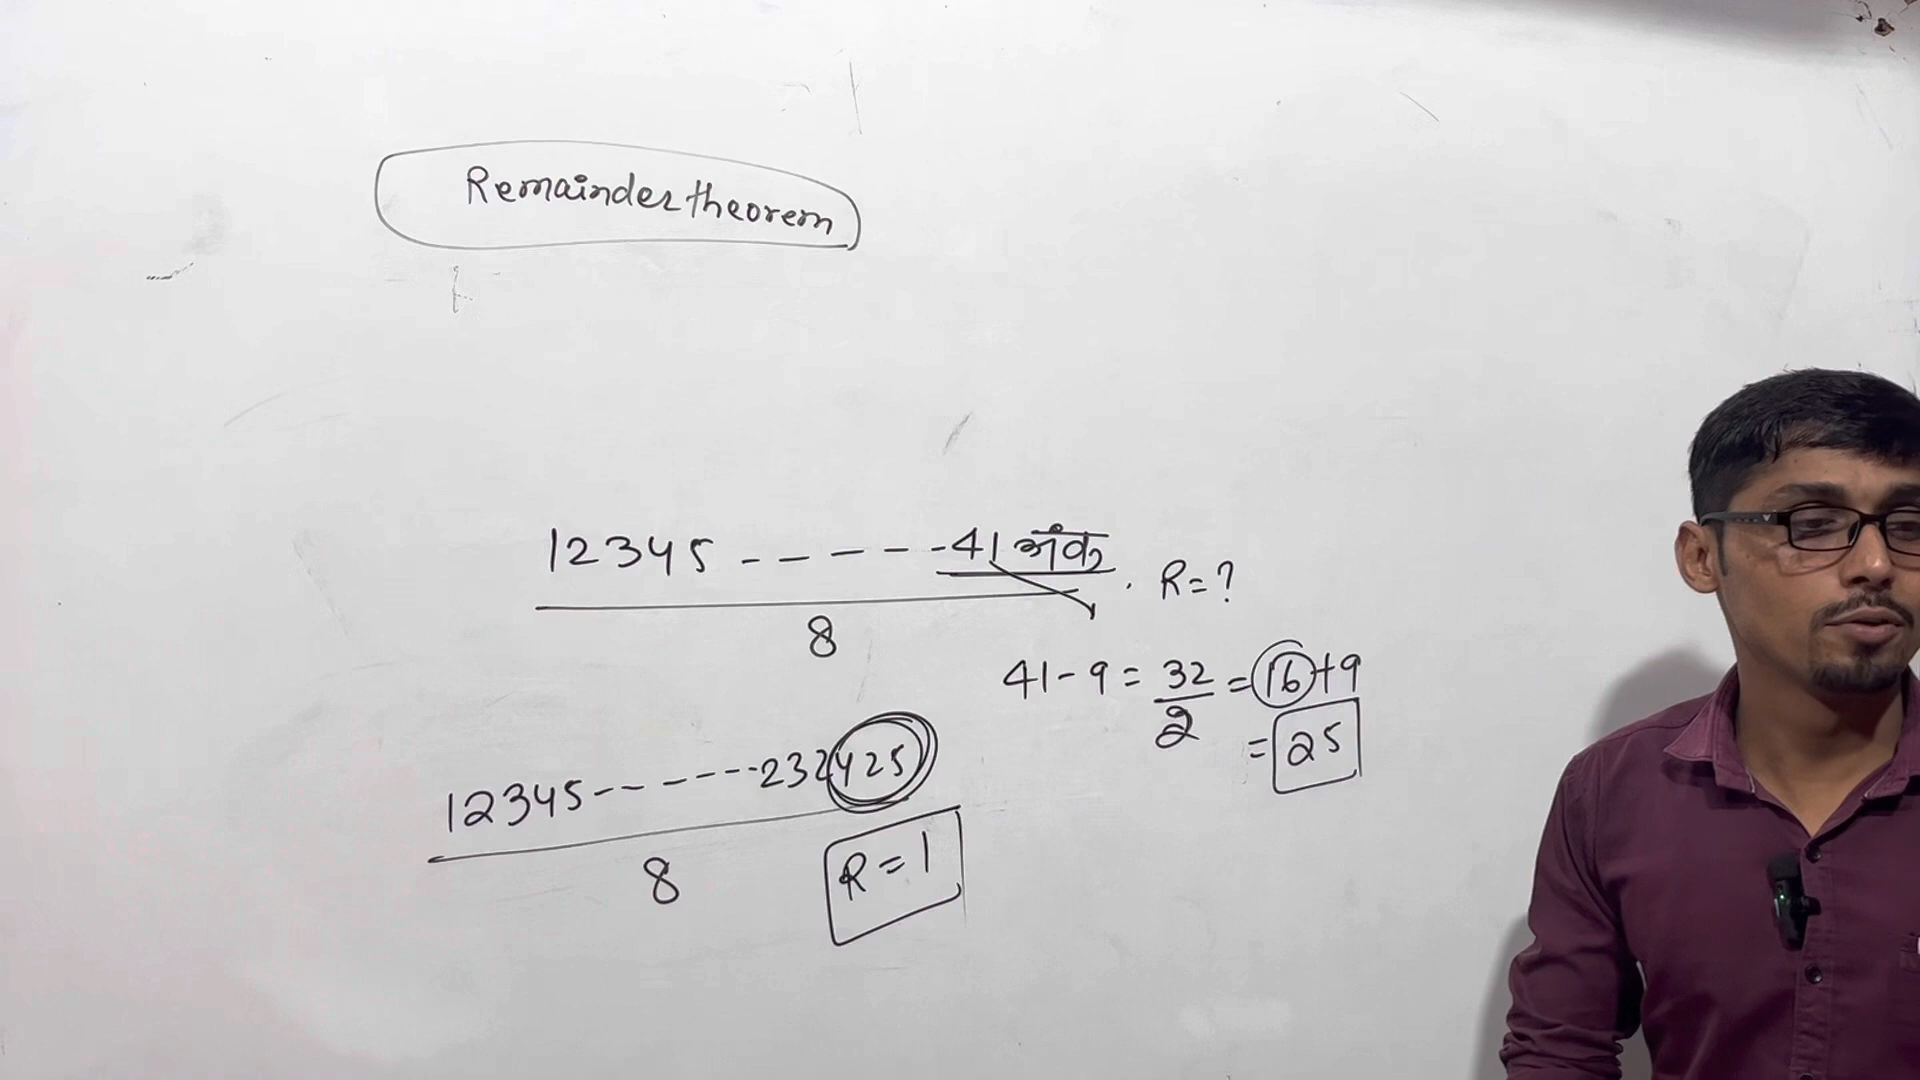 Remainder theorem
12345 ------ 41 अंक
8
R = ?
41 - 9 = 32/2 = 16 + 9
= 25
12345 ------- 232425
8
R = 1